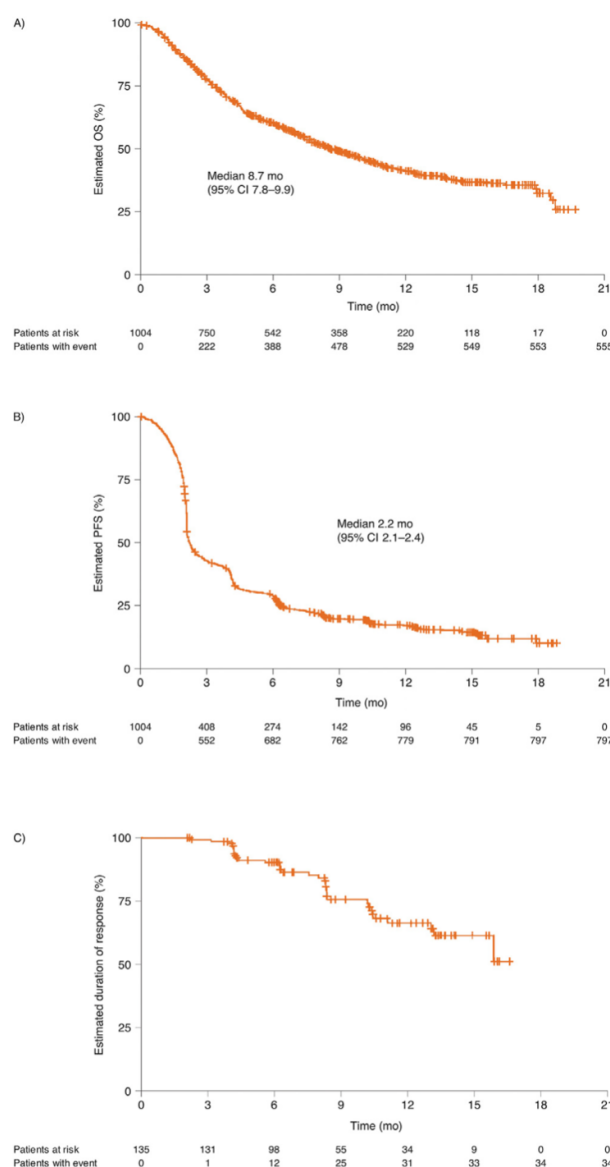 A)
100
75
50
25
0
Estimated OS (%)
Median 8.7 mo
(95% CI 7.8–9.9)
0 3 6 9 12 15 18 21
Time (mo)
Patients at risk 1004 750 542 358 220 118 17 0
Patients with event 0 222 388 478 529 549 553 555
B)
100
75
50
25
0
Estimated PFS (%)
Median 2.2 mo
(95% CI 2.1–2.4)
0 3 6 9 12 15 18 21
Time (mo)
Patients at risk 1004 408 274 142 96 45 5 0
Patients with event 0 552 682 762 779 791 797 797
C)
100
75
50
25
0
Estimated duration of response (%)
0 3 6 9 12 15 18 21
Time (mo)
Patients at risk 135 131 98 55 34 9 0 0
Patients with event 0 1 12 25 31 33 34 34